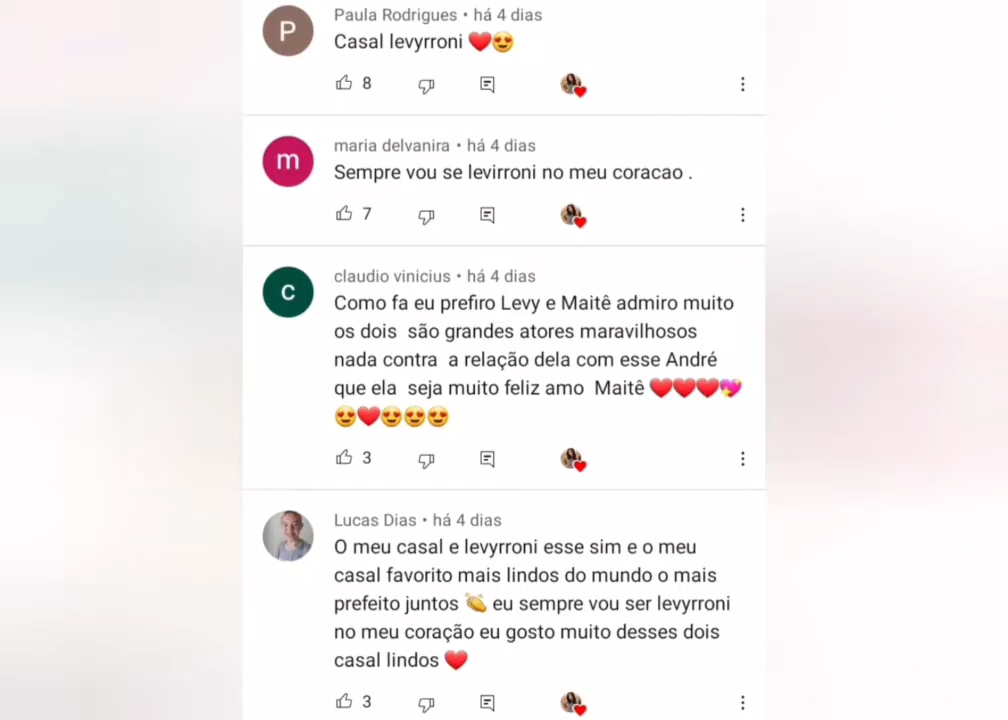 P
Paula Rodrigues • há 4 dias
Casal levyrroni ❤️😍
8
m
maria delvanira • há 4 dias
Sempre vou se levirroni no meu coracao .
7
c
claudio vinicius • há 4 dias
Como fa eu prefiro Levy e Maitê admiro muito
os dois são grandes atores maravilhosos
nada contra a relação dela com esse André
que ela seja muito feliz amo Maitê ❤️❤️❤️💖
😍❤️😍😍😍
3
Lucas Dias • há 4 dias
O meu casal e levyrroni esse sim e o meu
casal favorito mais lindos do mundo o mais
prefeito juntos 👏 eu sempre vou ser levyrroni
no meu coração eu gosto muito desses dois
casal lindos ❤️
3